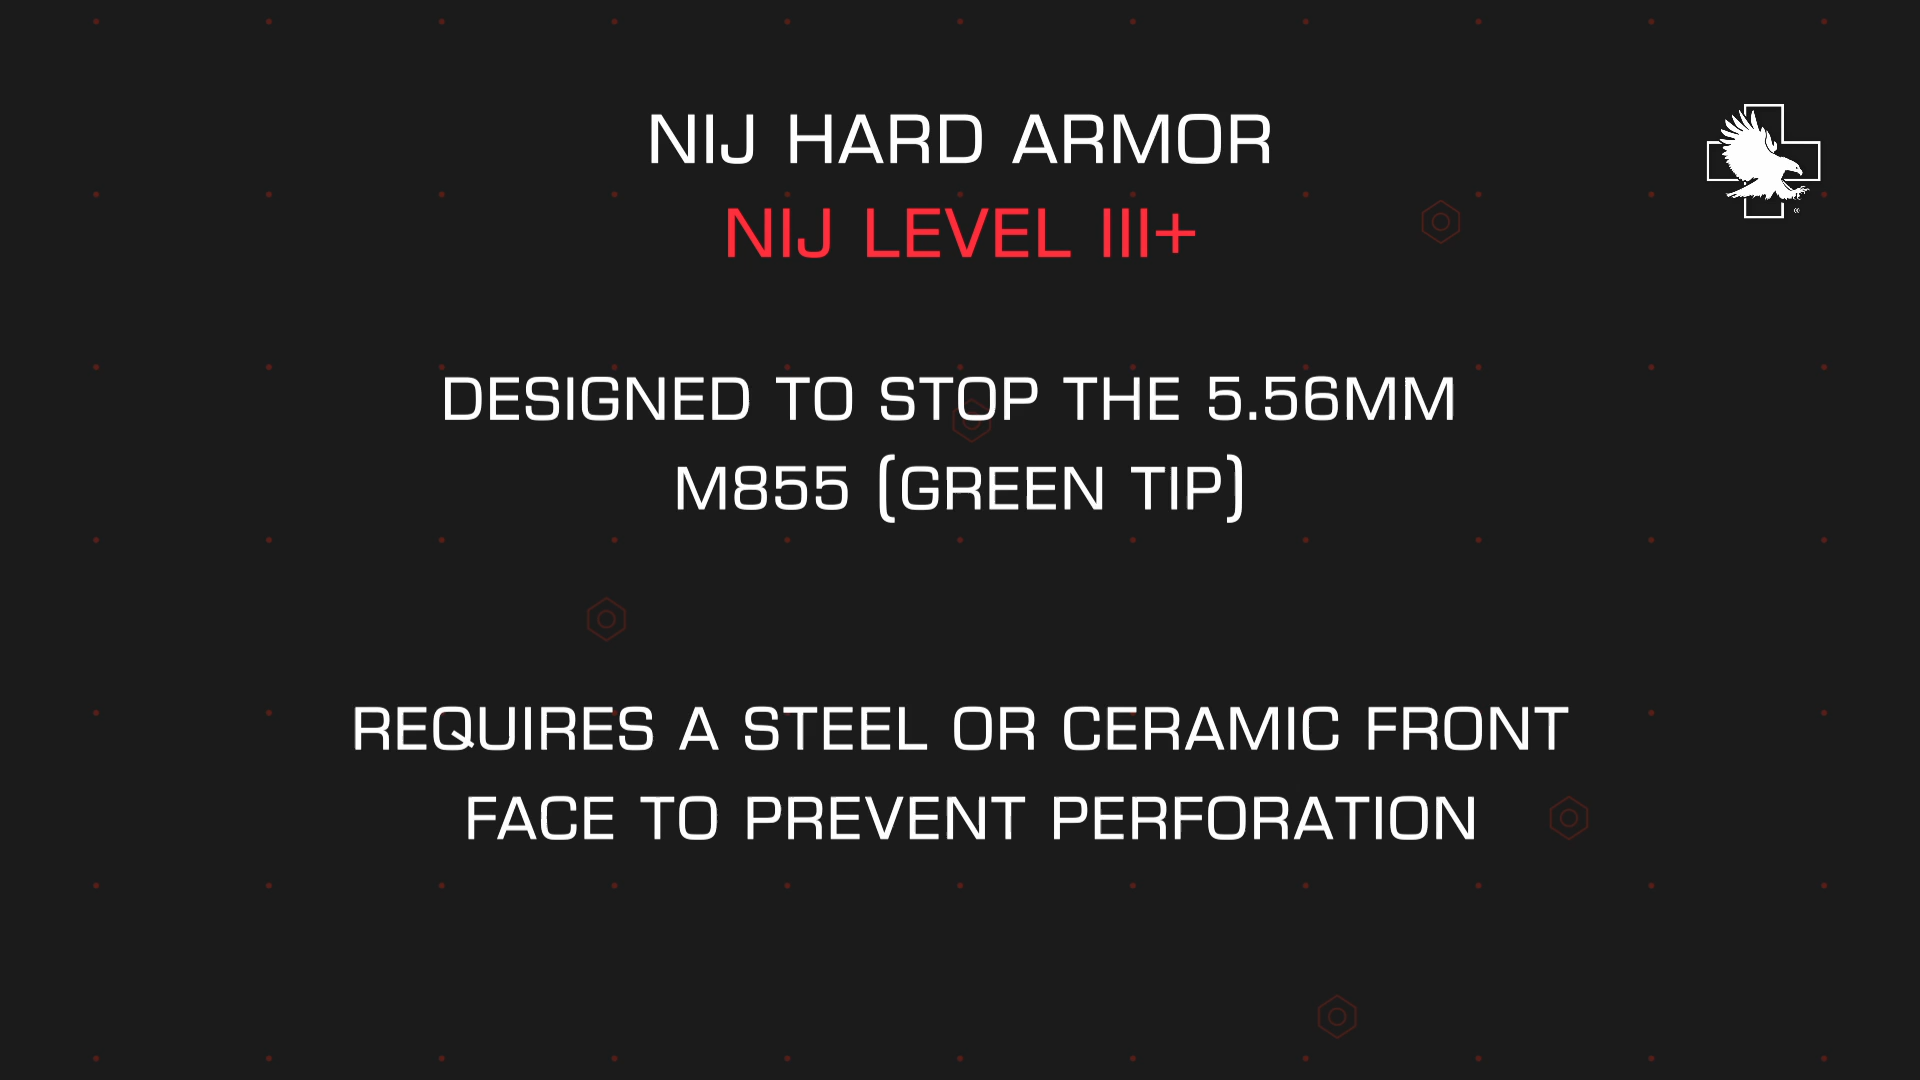 NIJ HARD ARMOR
NIJ LEVEL III+
DESIGNED TO STOP THE 5.56MM
M855 (GREEN TIP)
REQUIRES A STEEL OR CERAMIC FRONT
FACE TO PREVENT PERFORATION
®